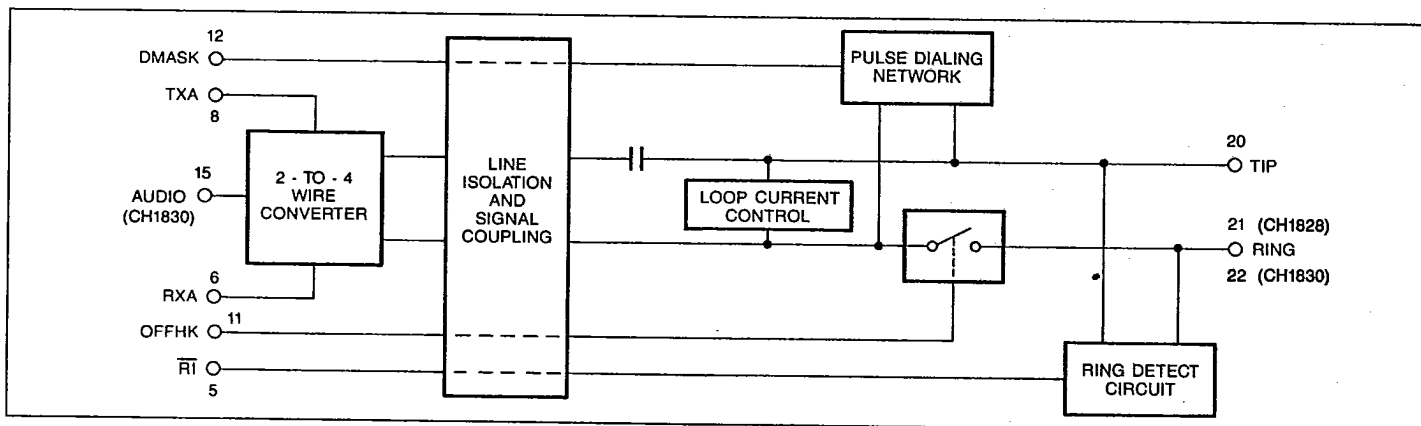 12
DMASK
TXA
8
15
AUDIO
(CH1830)
2 - TO - 4
WIRE
CONVERTER
6
RXA
11
OFFHK
RI
5
LINE
ISOLATION
AND
SIGNAL
COUPLING
PULSE DIALING
NETWORK
LOOP CURRENT
CONTROL
20
TIP
21 (CH1828)
RING
22 (CH1830)
RING DETECT
CIRCUIT